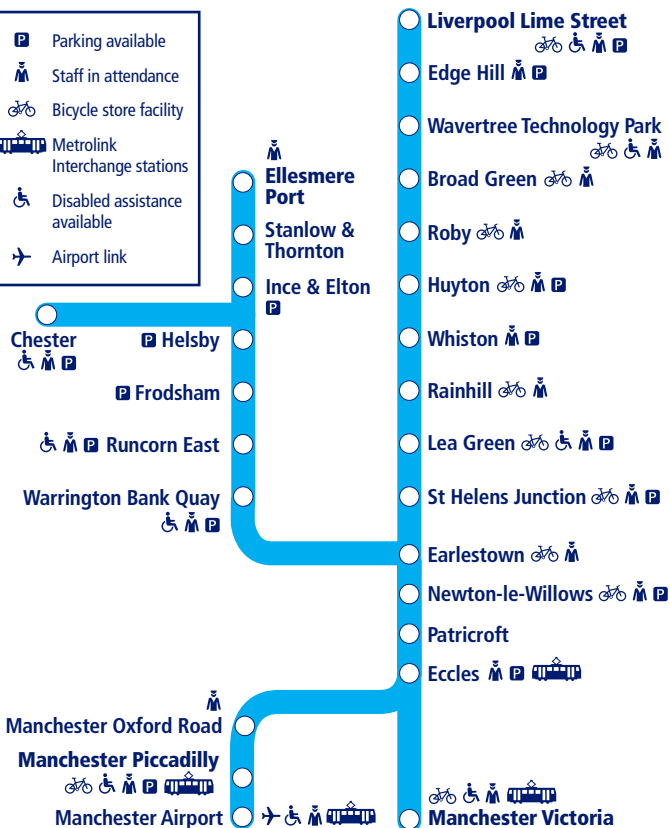 P Parking available
Staff in attendance
Bicycle store facility
Metrolink
Interchange stations
Disabled assistance
available
Airport link
Liverpool Lime Street
P
Edge Hill P
Wavertree Technology Park
Broad Green
Roby
Huyton P
Whiston P
Rainhill
Lea Green P
St Helens Junction P
Earlestown
Newton-le-Willows P
Patricroft
Eccles P
Manchester Victoria
Ellesmere
Port
Stanlow &
Thornton
Ince & Elton
P
Chester
P
P Helsby
P Frodsham
P Runcorn East
Warrington Bank Quay
P
Manchester Oxford Road
Manchester Piccadilly
P
Manchester Airport